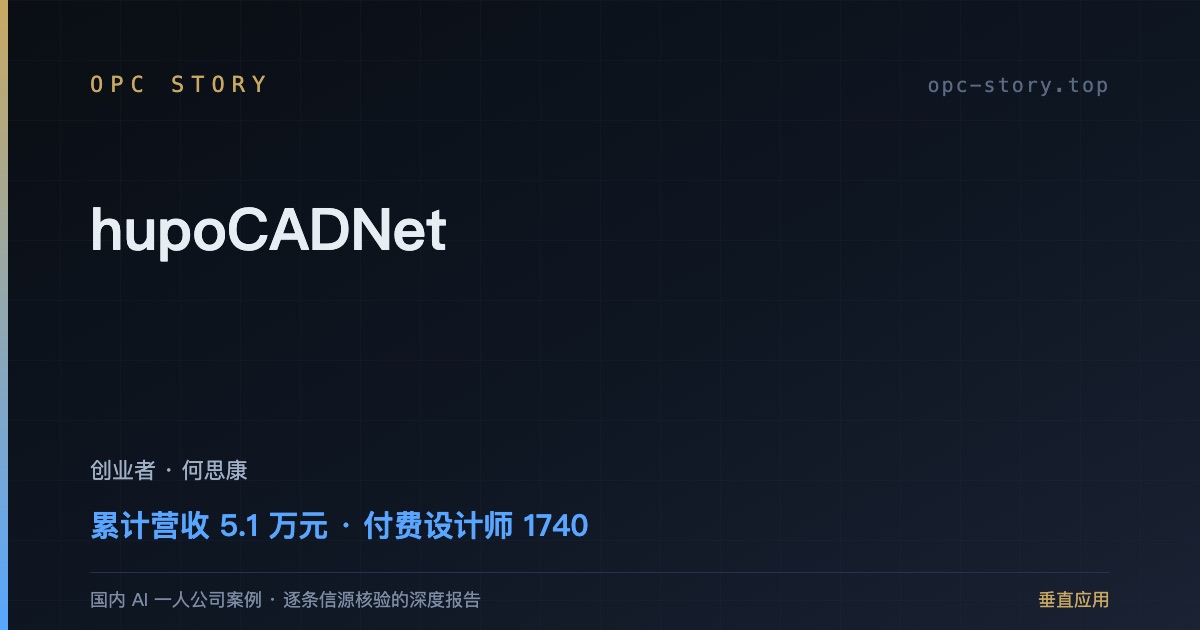 OPC STORY
opc-story.top
hupoCADNet
创业者 · 何思康
累计营收 5.1 万元 · 付费设计师 1740
国内 AI 一人公司案例 · 逐条信源核验的深度报告
垂直应用